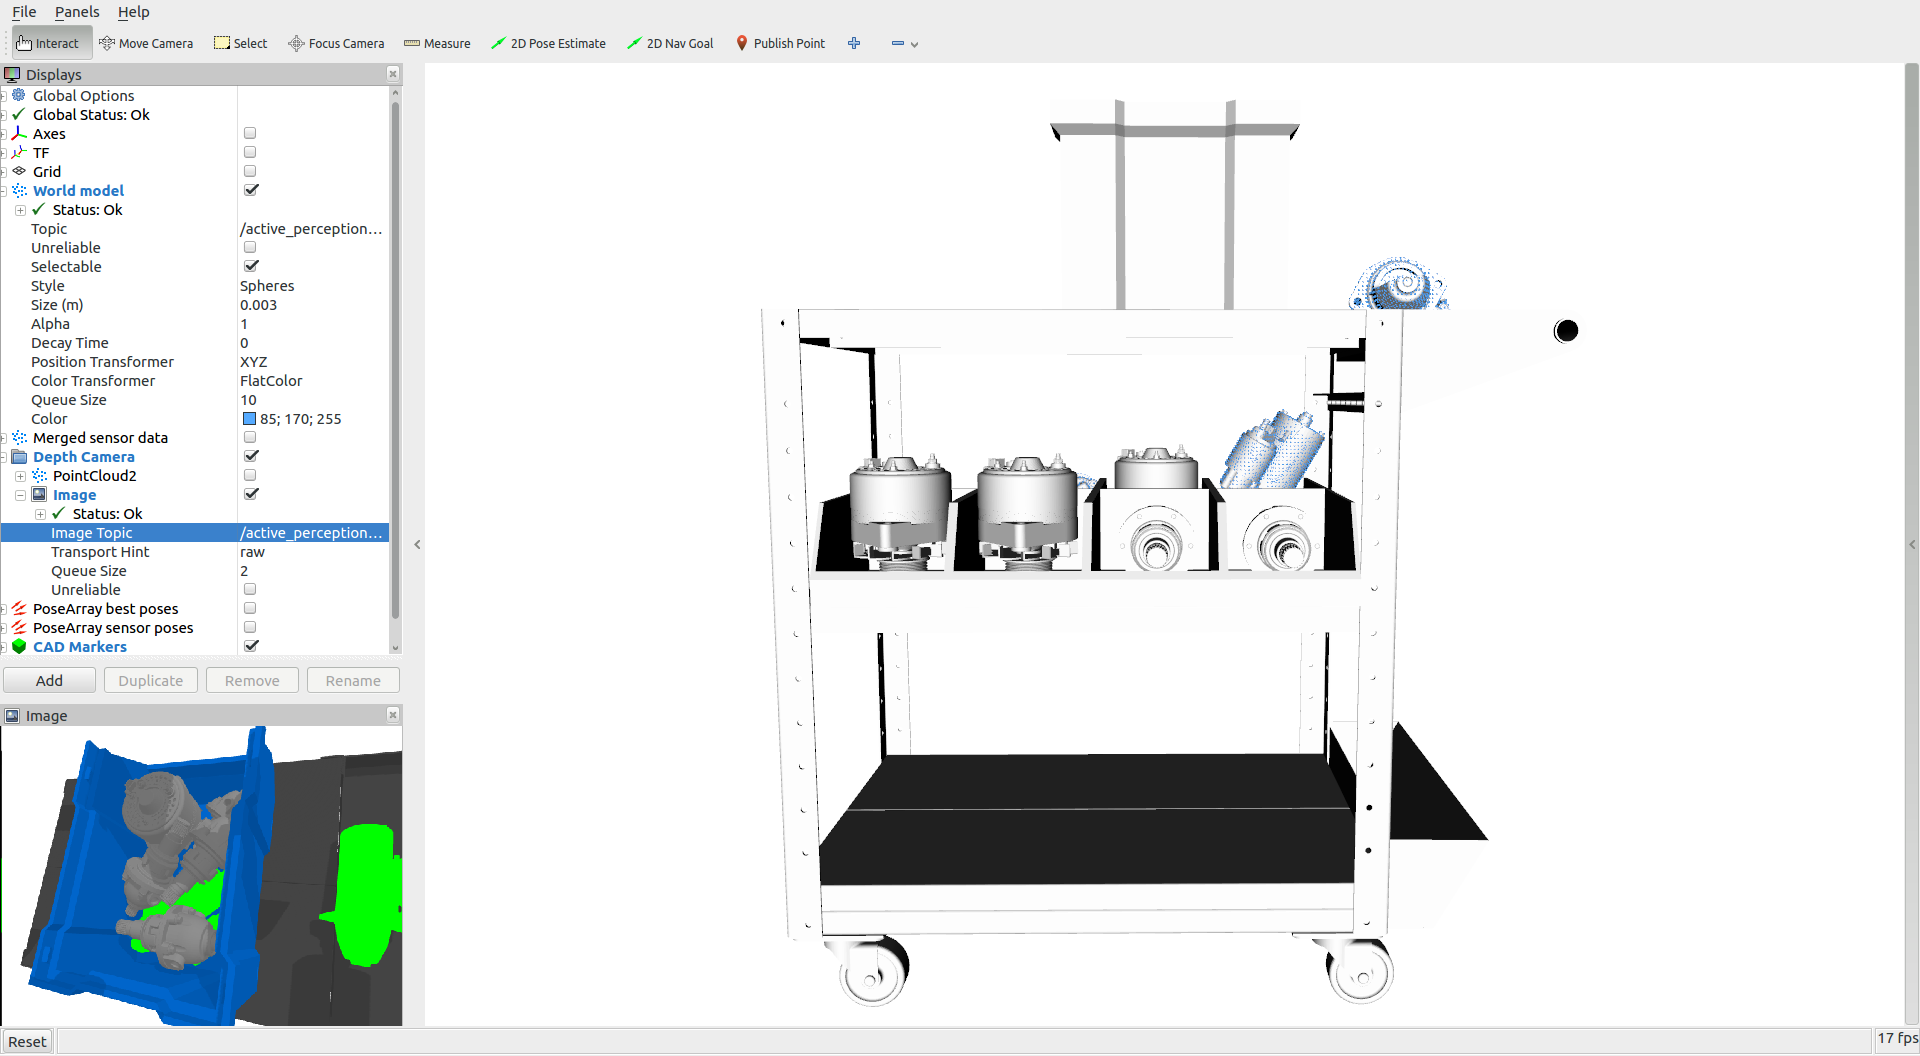 File Panels Help
Interact Move Camera Select Focus Camera Measure 2D Pose Estimate 2D Nav Goal Publish Point
Displays
Global Options
Global Status: Ok
Axes
TF
Grid
World model
Status: Ok
Topic /active_perception...
Unreliable
Selectable
Style Spheres
Size (m) 0.003
Alpha 1
Decay Time 0
Position Transformer XYZ
Color Transformer FlatColor
Queue Size 10
Color 85; 170; 255
Merged sensor data
Depth Camera
PointCloud2
Image
Status: Ok
Image Topic /active_perception...
Transport Hint raw
Queue Size 2
Unreliable
PoseArray best poses
PoseArray sensor poses
CAD Markers
Add Duplicate Remove Rename
Image
Reset
17 fps